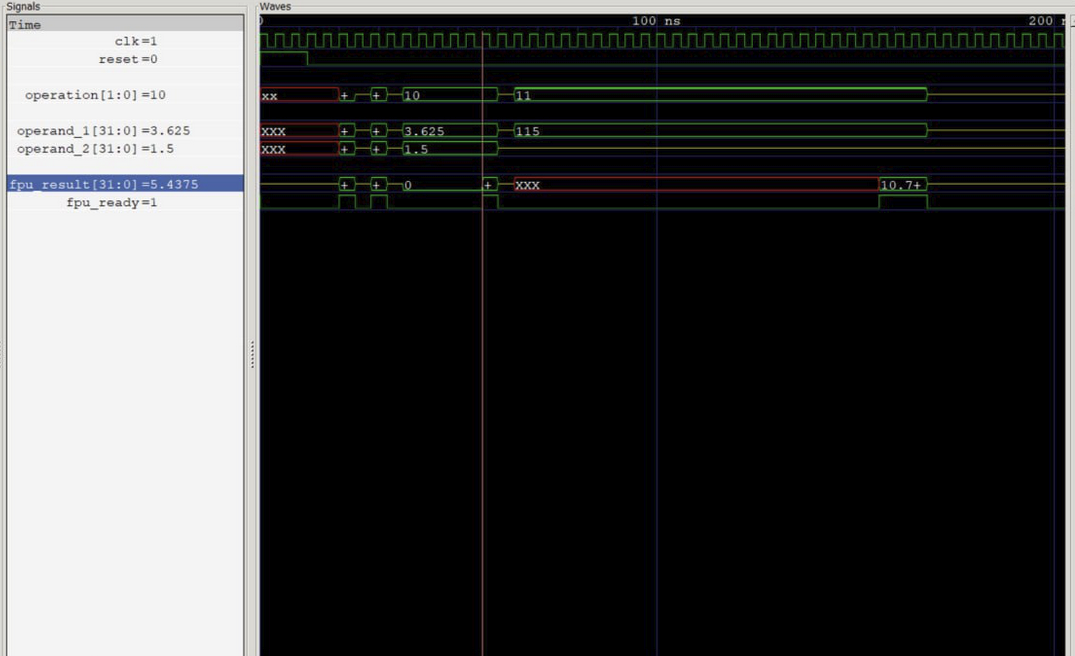 Signals
Waves
Time
100 ns
200
clk=1
reset=0
operation[1:0]=10
xx + + 10 11
operand_1[31:0]=3.625
xxx + + 3.625 115
operand_2[31:0]=1.5
xxx + + 1.5
fpu_result[31:0]=5.4375
+ + 0 + xxx 10.7+
fpu_ready=1